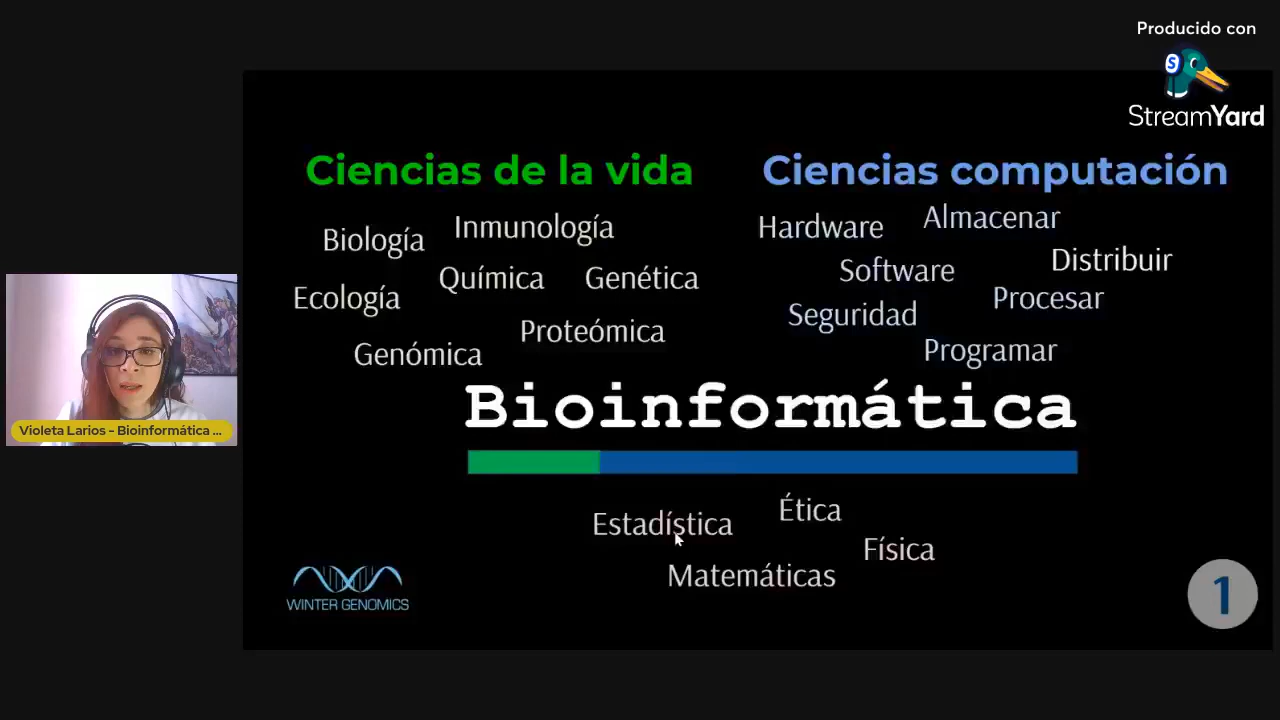 Producido con
StreamYard
Ciencias de la vida
Ciencias computación
Biología
Inmunología
Hardware
Almacenar
Química
Genética
Software
Distribuir
Ecología
Procesar
Seguridad
Proteómica
Genómica
Programar
Bioinformática
Violeta Larios - Bioinformática ...
Estadística
Ética
Física
Matemáticas
WINTER GENOMICS
1